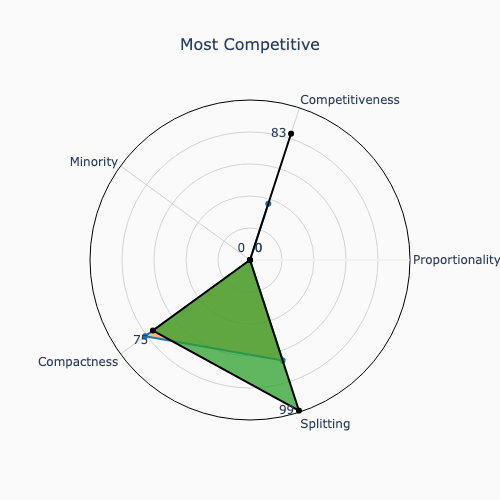 Most Competitive
Competitiveness
83
Minority
0 0
Proportionality
75
Compactness
99
Splitting